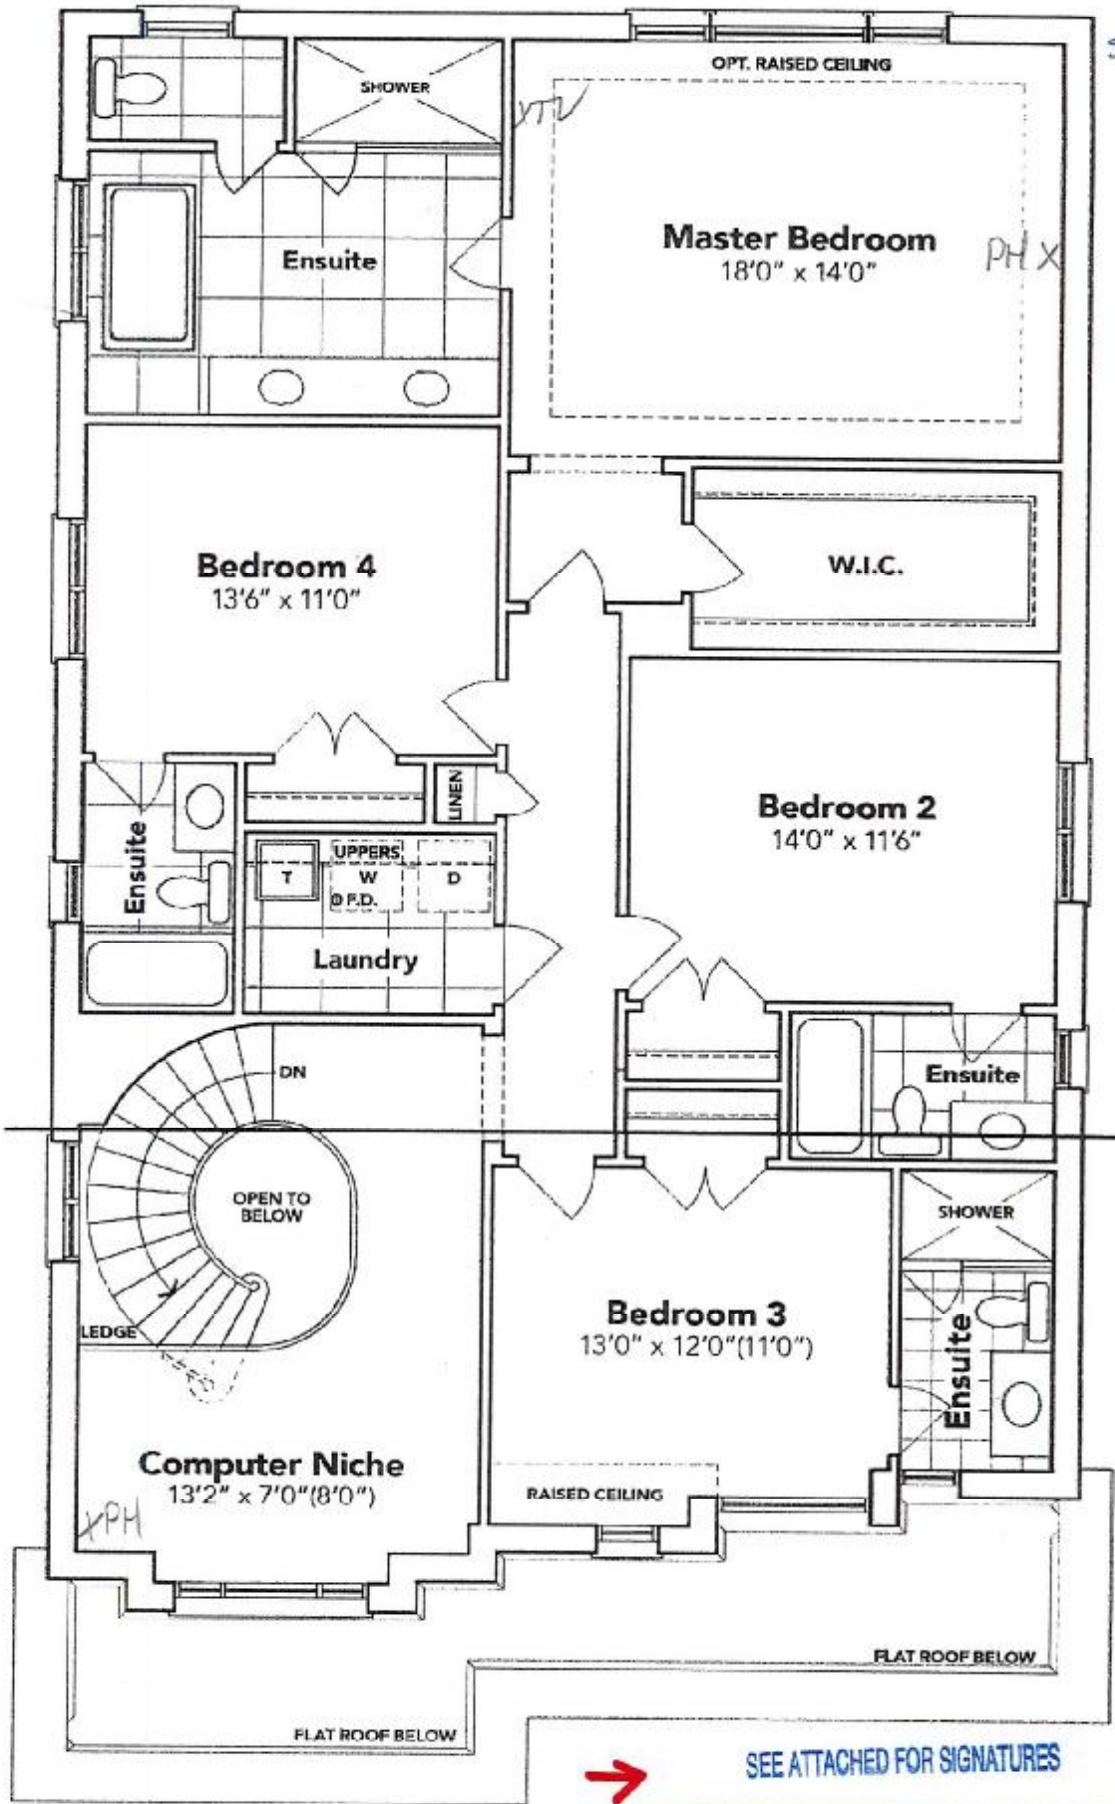 OPT. RAISED CEILING
SHOWER
XTV
Master Bedroom
18'0" x 14'0"
PH X
Ensuite
Bedroom 4
13'6" x 11'0"
W.I.C.
LINEN
Bedroom 2
14'0" x 11'6"
Ensuite
UPPERS
T
W
D
F.D.
Laundry
DN
Ensuite
OPEN TO
BELOW
SHOWER
LEDGE
Bedroom 3
13'0" x 12'0"(11'0")
Ensuite
Computer Niche
13'2" x 7'0"(8'0")
RAISED CEILING
XPH
FLAT ROOF BELOW
FLAT ROOF BELOW
SEE ATTACHED FOR SIGNATURES